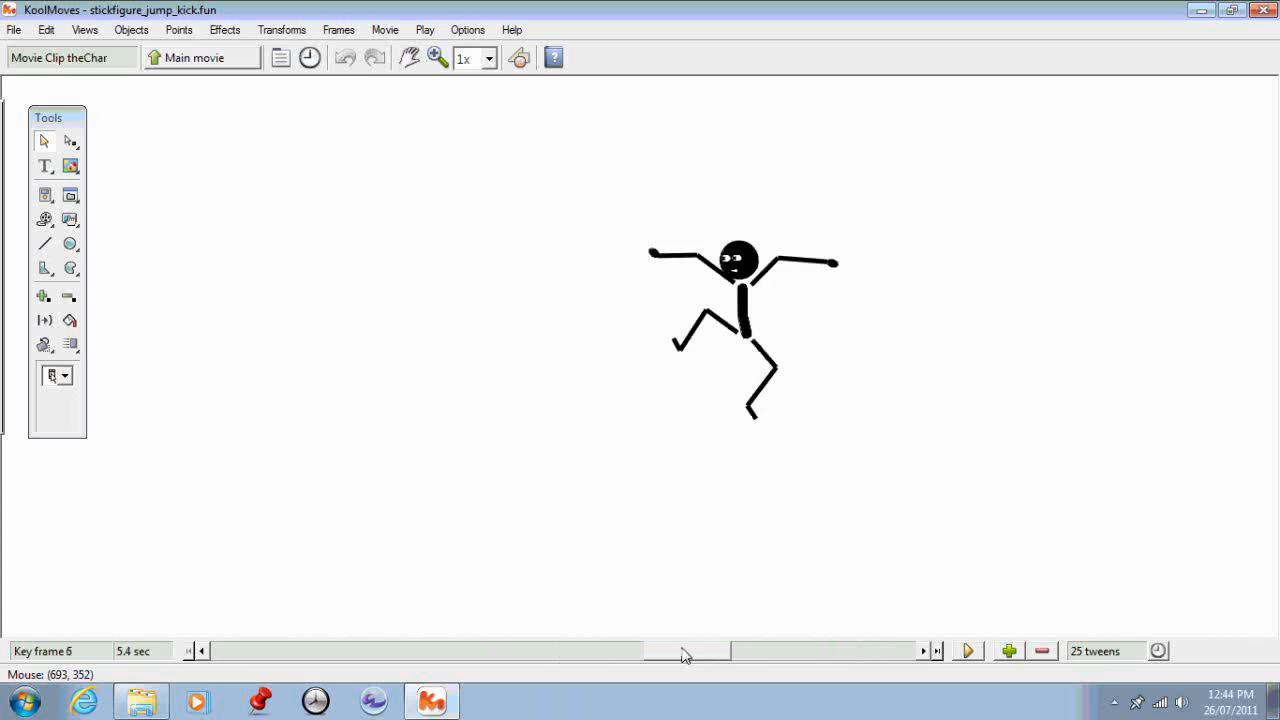 KoolMoves - stickfigure_jump_kick.fun
File Edit Views Objects Points Effects Transforms Frames Movie Play Options Help
Movie Clip theChar Main movie 1x
Tools
Key frame 6 5.4 sec 25 tweens
Mouse: (693, 352)
12:44 PM
26/07/2011